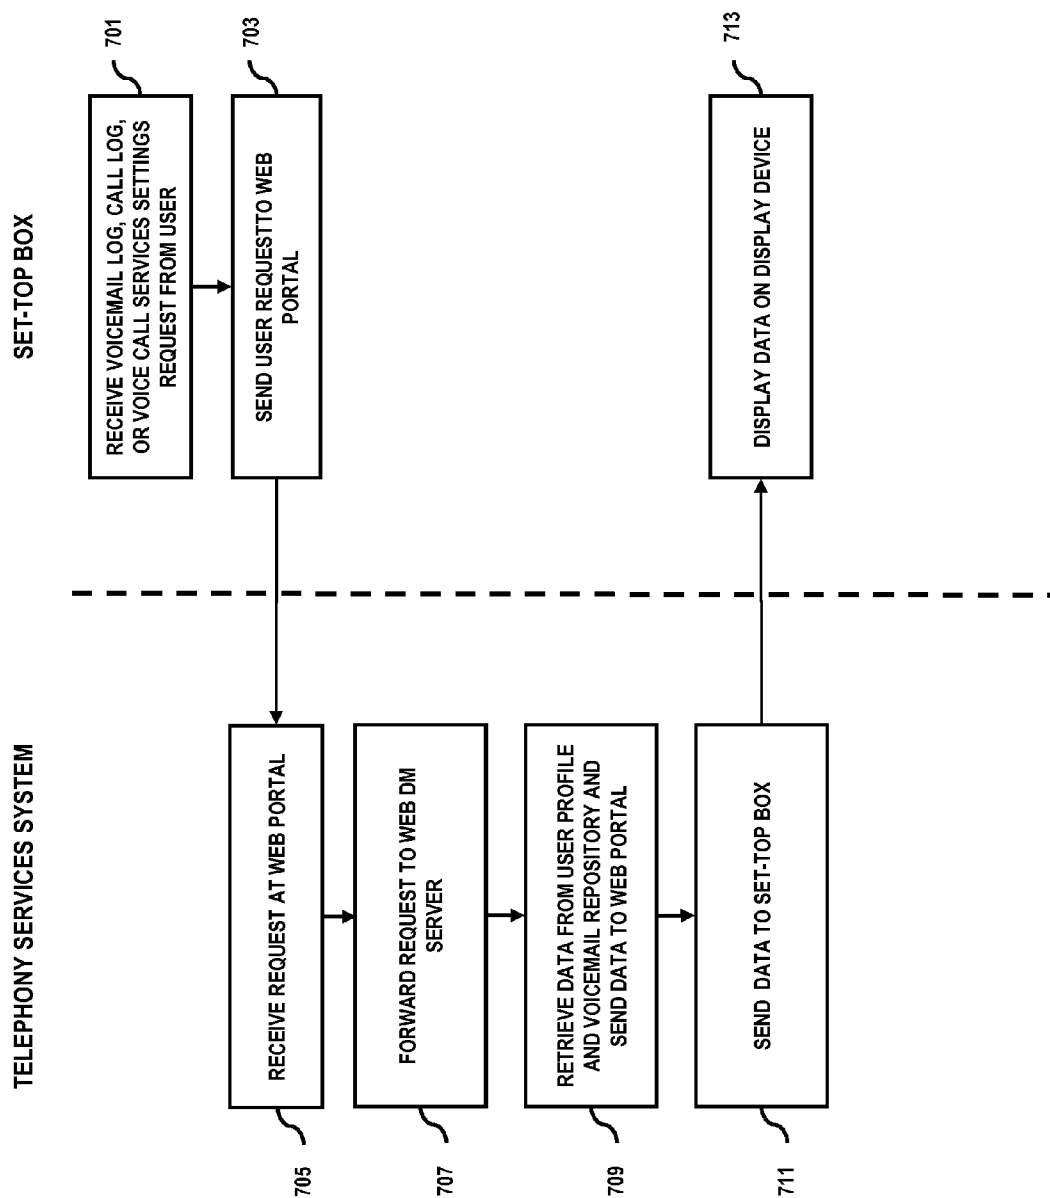 TELEPHONY SERVICES SYSTEM
SET-TOP BOX
701
RECEIVE VOICEMAIL LOG, CALL LOG,
OR VOICE CALL SERVICES SETTINGS
REQUEST FROM USER
703
SEND USER REQUESTTO WEB
PORTAL
705
RECEIVE REQUEST AT WEB PORTAL
707
FORWARD REQUEST TO WEB DM
SERVER
709
RETRIEVE DATA FROM USER PROFILE
AND VOICEMAIL REPOSITORY AND
SEND DATA TO WEB PORTAL
711
SEND DATA TO SET-TOP BOX
713
DISPLAY DATA ON DISPLAY DEVICE